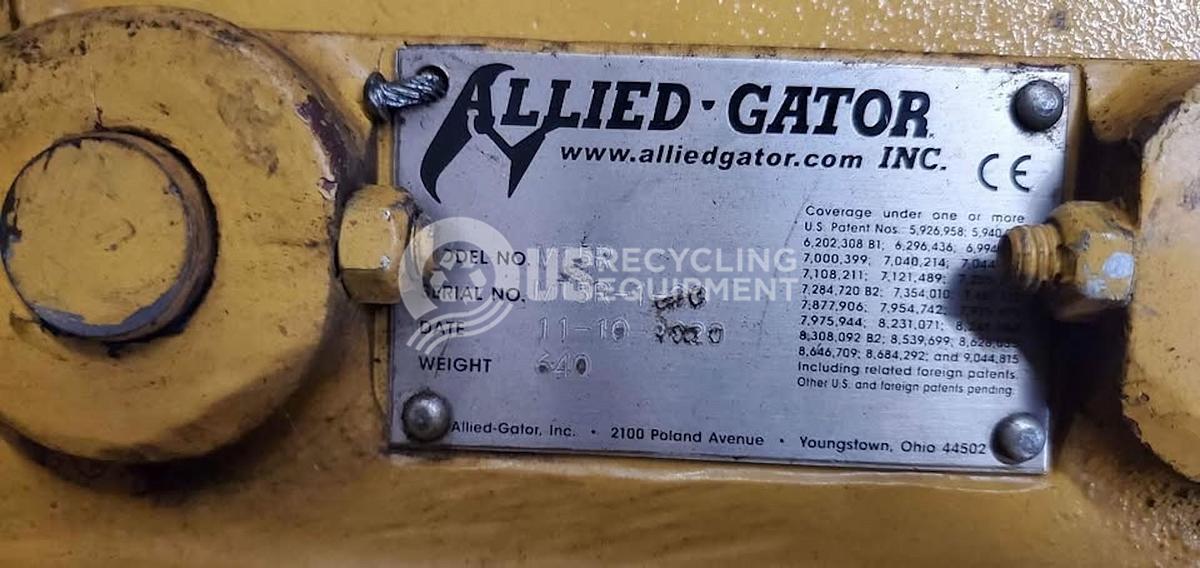 ALLIED·GATOR
www.alliedgator.com INC.
CE
Coverage under one or more
U.S. Patent Nos. 5,926,958; 5,940
6,202,308 B1; 6,296,436; 6,994
7,000,399; 7,040,214; 7,044
7,108,211; 7,121,489;
7,284,720 B2; 7,354,010;
7,877,906; 7,954,742;
7,975,944; 8,231,071;
8,308,092 B2; 8,539,699;
8,646,709; 8,684,292; and 9,044,815
Including related foreign patents.
Other U.S. and foreign patents pending.
MODEL NO.
SERIAL NO.
DATE 11-10-2020
WEIGHT 640
US RECYCLING
EQUIPMENT
Allied-Gator, Inc. · 2100 Poland Avenue · Youngstown, Ohio 44502